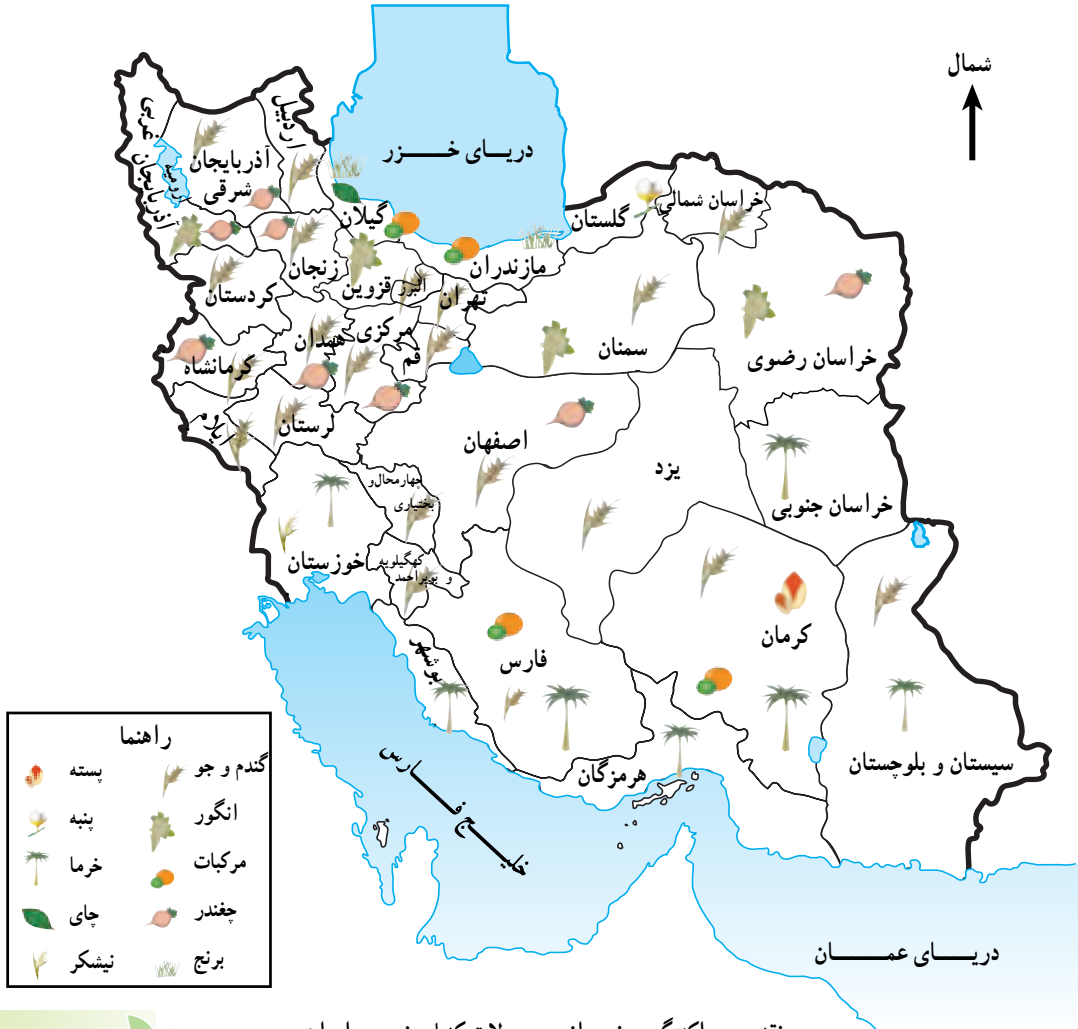 شمال
دریای خزر
اردبیل
آذربایجان غربی
ارومیه
آذربایجان
شرقی
گیلان
گلستان
خراسان شمالی
مازندران
زنجان
قزوین
البرز
تهران
کردستان
همدان
مرکزی
قم
سمنان
خراسان رضوی
کرمانشاه
ایلام
لرستان
اصفهان
یزد
خراسان جنوبی
چهارمحال و
بختیاری
خوزستان
کهگیلویه
و بویراحمد
بوشهر
فارس
کرمان
هرمزگان
سیستان و بلوچستان
خلیج فارس
دریای عمان
راهنما
گندم و جو
پسته
انگور
پنبه
مرکبات
خرما
چغندر
چای
برنج
نیشکر